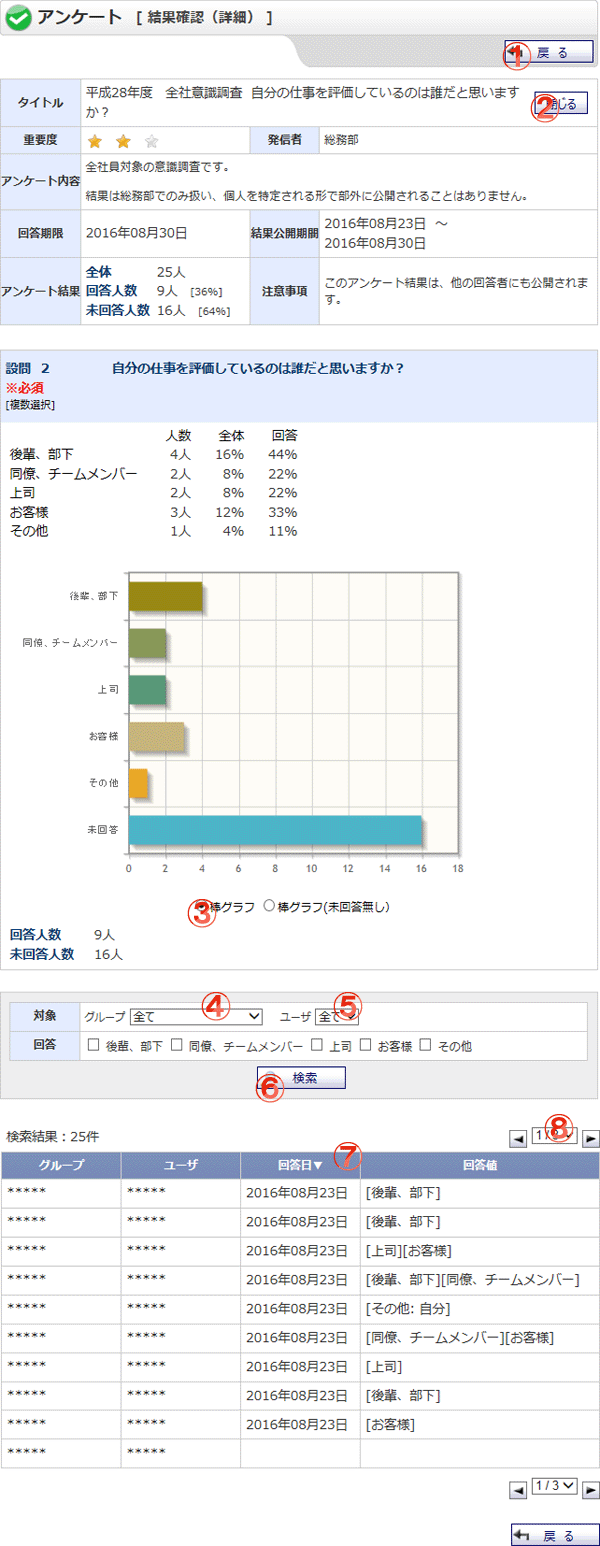 アンケート [ 結果確認（詳細） ]
① 戻 る
タイトル 平成28年度　全社意識調査 自分の仕事を評価しているのは誰だと思います
か？
② 閉じる
重要度 発信者 総務部
アンケート内容 全社員対象の意識調査です。
結果は総務部でのみ扱い、個人を特定される形で部外に公開されることはありません。
回答期限 2016年08月30日 結果公開期間 2016年08月23日 ～
2016年08月30日
アンケート結果 全体 25人
回答人数 9人 [36%]
未回答人数 16人 [64%]
注意事項 このアンケート結果は、他の回答者にも公開されま
す。
設問 2 自分の仕事を評価しているのは誰だと思いますか？
※必須
[複数選択]
人数 全体 回答
後輩、部下 4人 16% 44%
同僚、チームメンバー 2人 8% 22%
上司 2人 8% 22%
お客様 3人 12% 33%
その他 1人 4% 11%
後輩、部下
同僚、チームメンバー
上司
お客様
その他
未回答
0 2 4 6 8 10 12 14 16 18
③ 棒グラフ 棒グラフ(未回答無し)
回答人数 9人
未回答人数 16人
対象 グループ 全て ④ ユーザ 全て ⑤
回答 後輩、部下 同僚、チームメンバー 上司 お客様 その他
⑥ 検索
検索結果：25件 ◀ 1 / 3 ⑧ ▶
グループ ユーザ 回答日▼ ⑦ 回答値
***** ***** 2016年08月23日 [後輩、部下]
***** ***** 2016年08月23日 [後輩、部下]
***** ***** 2016年08月23日 [上司][お客様]
***** ***** 2016年08月23日 [後輩、部下][同僚、チームメンバー]
***** ***** 2016年08月23日 [その他: 自分]
***** ***** 2016年08月23日 [同僚、チームメンバー][お客様]
***** ***** 2016年08月23日 [上司]
***** ***** 2016年08月23日 [後輩、部下]
***** ***** 2016年08月23日 [お客様]
***** *****
◀ 1 / 3 ▶
戻 る